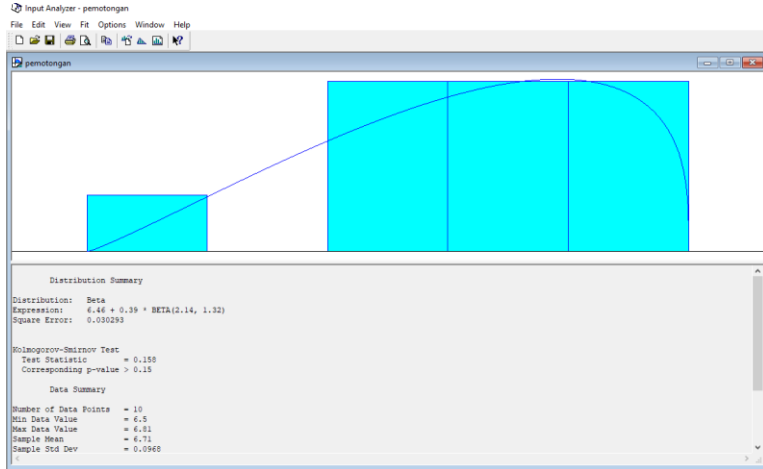 Input Analyzer - pemotongan
File Edit View Fit Options Window Help
pemotongan
Distribution Summary
Distribution: Beta
Expression: 6.46 + 0.39 * BETA(2.14, 1.32)
Square Error: 0.030293
Kolmogorov-Smirnov Test
Test Statistic = 0.158
Corresponding p-value > 0.15
Data Summary
Number of Data Points = 10
Min Data Value = 6.5
Max Data Value = 6.81
Sample Mean = 6.71
Sample Std Dev = 0.0968